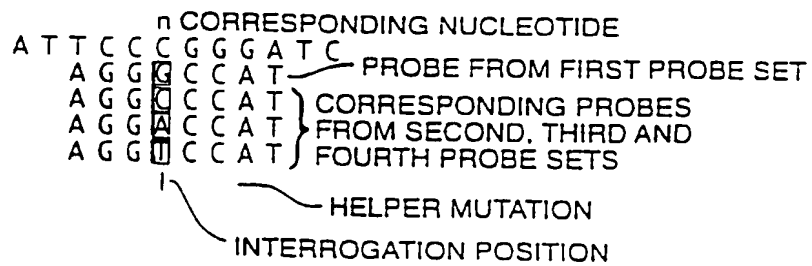 n CORRESPONDING NUCLEOTIDE
A T T C C C G G G A T C
A G G G C C A T PROBE FROM FIRST PROBE SET
A G G C C C A T CORRESPONDING PROBES
A G G A C C A T FROM SECOND, THIRD AND
A G G T C C A T FOURTH PROBE SETS
I
HELPER MUTATION
INTERROGATION POSITION